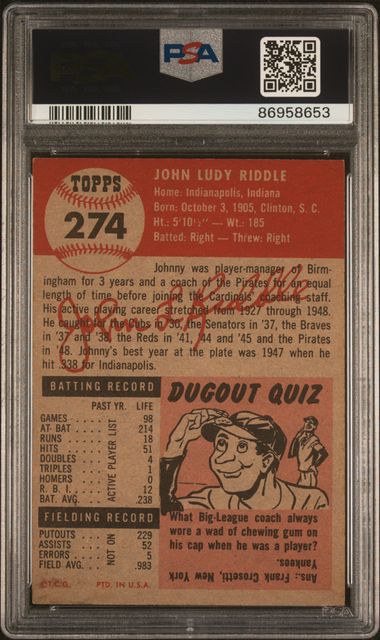 PSA
86958653
TOPPS
274
JOHN LUDY RIDDLE
Home: Indianapolis, Indiana
Born: October 3, 1905, Clinton, S. C.
Ht.: 5'10½" — Wt.: 185
Batted: Right — Threw: Right
Johnny was player-manager of Birm-
ingham for 3 years and a coach of the Pirates for an equal
length of time before joining the Cardinals' coaching staff.
His playing career stretched from 1927 through 1948.
He caught for the Cubs in '30, the Senators in '37, the Braves
in '37 and '38, the Reds in '41, '44 and '45 and the Pirates
in '48. Johnny's best year at the plate was 1947 when he
hit .338 for Indianapolis.
John L Riddle
BATTING RECORD
PAST YR. LIFE
GAMES 98
AT-BAT 214
RUNS 18
HITS 51
DOUBLES 4
TRIPLES 1
HOMERS 0
R. B. I. 12
BAT. AVG. .238
FIELDING RECORD
PUTOUTS 229
ASSISTS 52
ERRORS 5
FIELD AVG. .983
NOT ON ACTIVE PLAYER LIST
©T.C.G. PTD. IN U.S.A.
DUGOUT QUIZ
What Big-League coach always
wore a wad of chewing gum on
his cap when he was a player?
Ans.: Frank Crosetti, New York
Yankees.